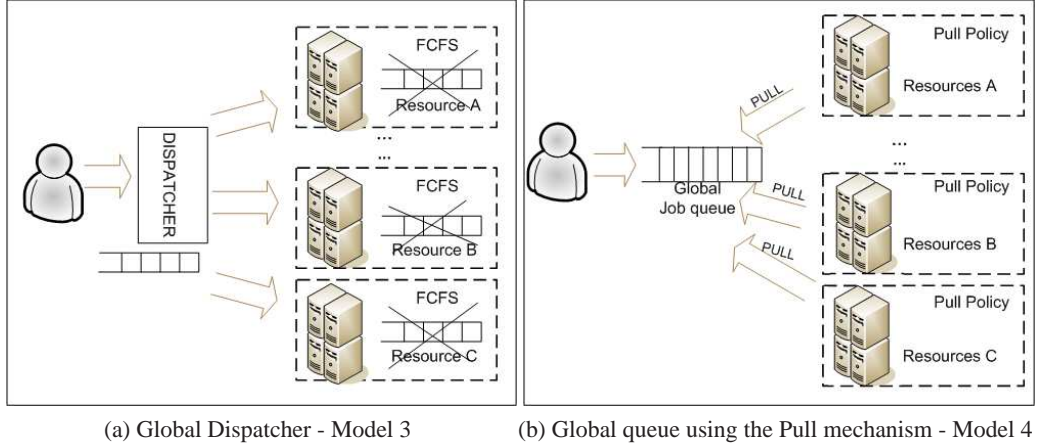 FCFS
Resource A
...
...
DISPATCHER
FCFS
Resource B
FCFS
Resource C
(a) Global Dispatcher - Model 3
Pull Policy
Resources A
PULL
...
...
Global
Job queue
PULL
Pull Policy
Resources B
PULL
Pull Policy
Resources C
(b) Global queue using the Pull mechanism - Model 4